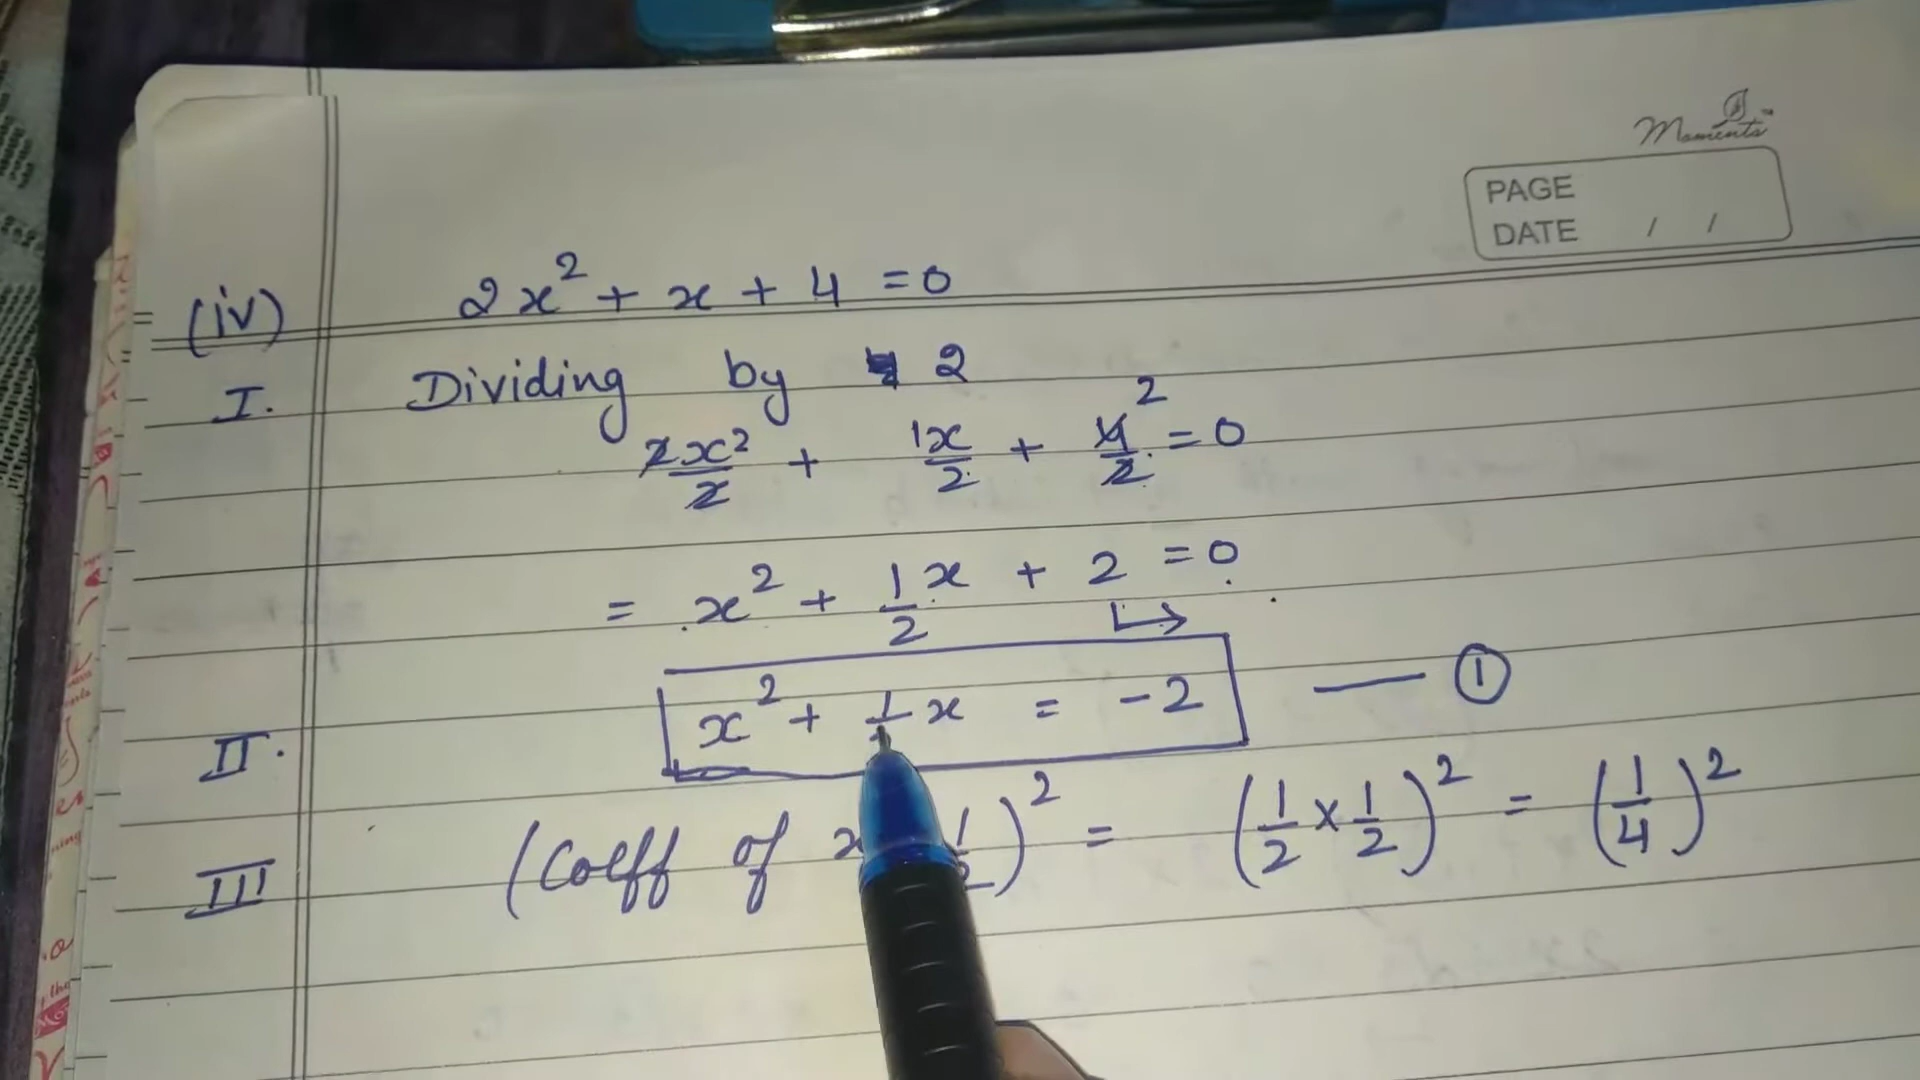 Moments
PAGE
DATE / /
(iv) 2x² + x + 4 = 0
I. Dividing by 2
2x²/2 + 1x/2 + 4/2 2 = 0
= x² + 1/2 x + 2 = 0
II. x² + 1/2 x = -2 —— ①
III (Coeff of x 1/2)² = (1/2 × 1/2)² = (1/4)²